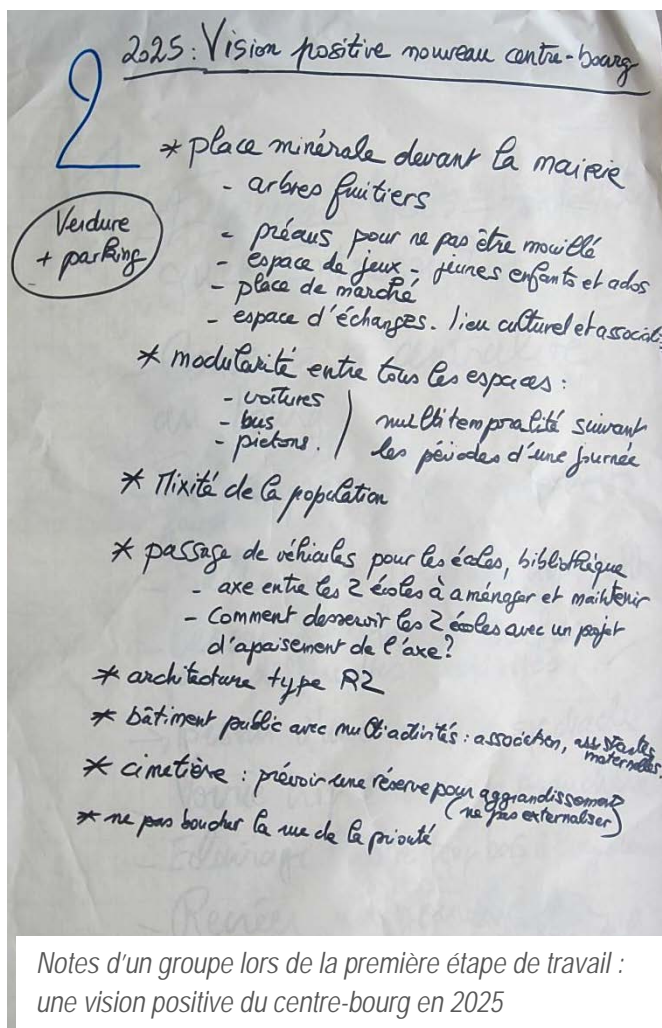 2025 : Vision positive nouveau centre-bourg
2
* place minérale devant la mairie
- arbres fruitiers
Verdure
+ parking
- préaus pour ne pas être mouillé
- espace de jeux - jeunes enfants et ados
- place de marché
- espace d'échanges. lieu culturel et associati
* modularité entre tous les espaces :
- voitures
- bus
- pietons.
multitemporalité suivant
les périodes d'une journée
* Mixité de la population
* passage de véhicules pour les écoles, bibliothèque
- axe entre les 2 écoles à aménager et maintenir
- Comment desservir les 2 écoles avec un projet
d'apaisement de l'axe ?
* architecture type R2
* bâtiment public avec multiactivités : association, assistantes
maternelles.
* cimetière : prévoir une réserve pour aggrandissement
(ne pas externaliser)
* ne pas boucher la rue de la
Notes d'un groupe lors de la première étape de travail :
une vision positive du centre-bourg en 2025